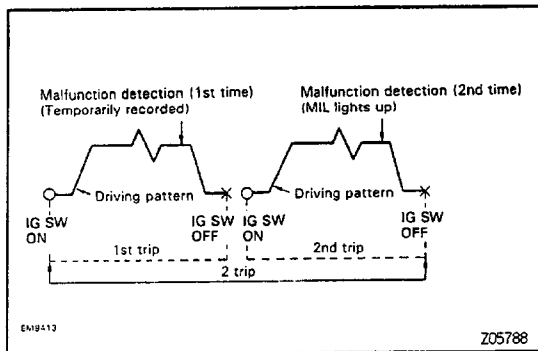 Malfunction detection (1st time)
(Temporarily recorded)
Malfunction detection (2nd time)
(MIL lights up)
Driving pattern
Driving pattern
IG SW
ON
IG SW
OFF
IG SW
ON
IG SW
OFF
1st trip
2nd trip
2 trip
EM9413
Z05788